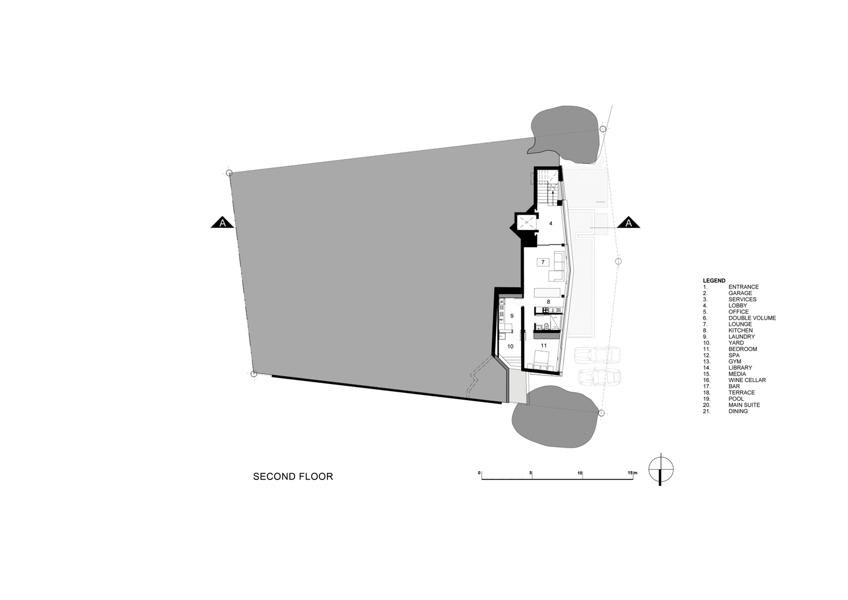 A
A
4
7
8
9
10
11
LEGEND
1. ENTRANCE
2. GARAGE
3. SERVICES
4. LOBBY
5. OFFICE
6. DOUBLE VOLUME
7. LOUNGE
8. KITCHEN
9. LAUNDRY
10. YARD
11. BEDROOM
12. SPA
13. GYM
14. LIBRARY
15. MEDIA
16. WINE CELLAR
17. BAR
18. TERRACE
19. POOL
20. MAIN SUITE
21. DINING
SECOND FLOOR
0 5 10 15 m